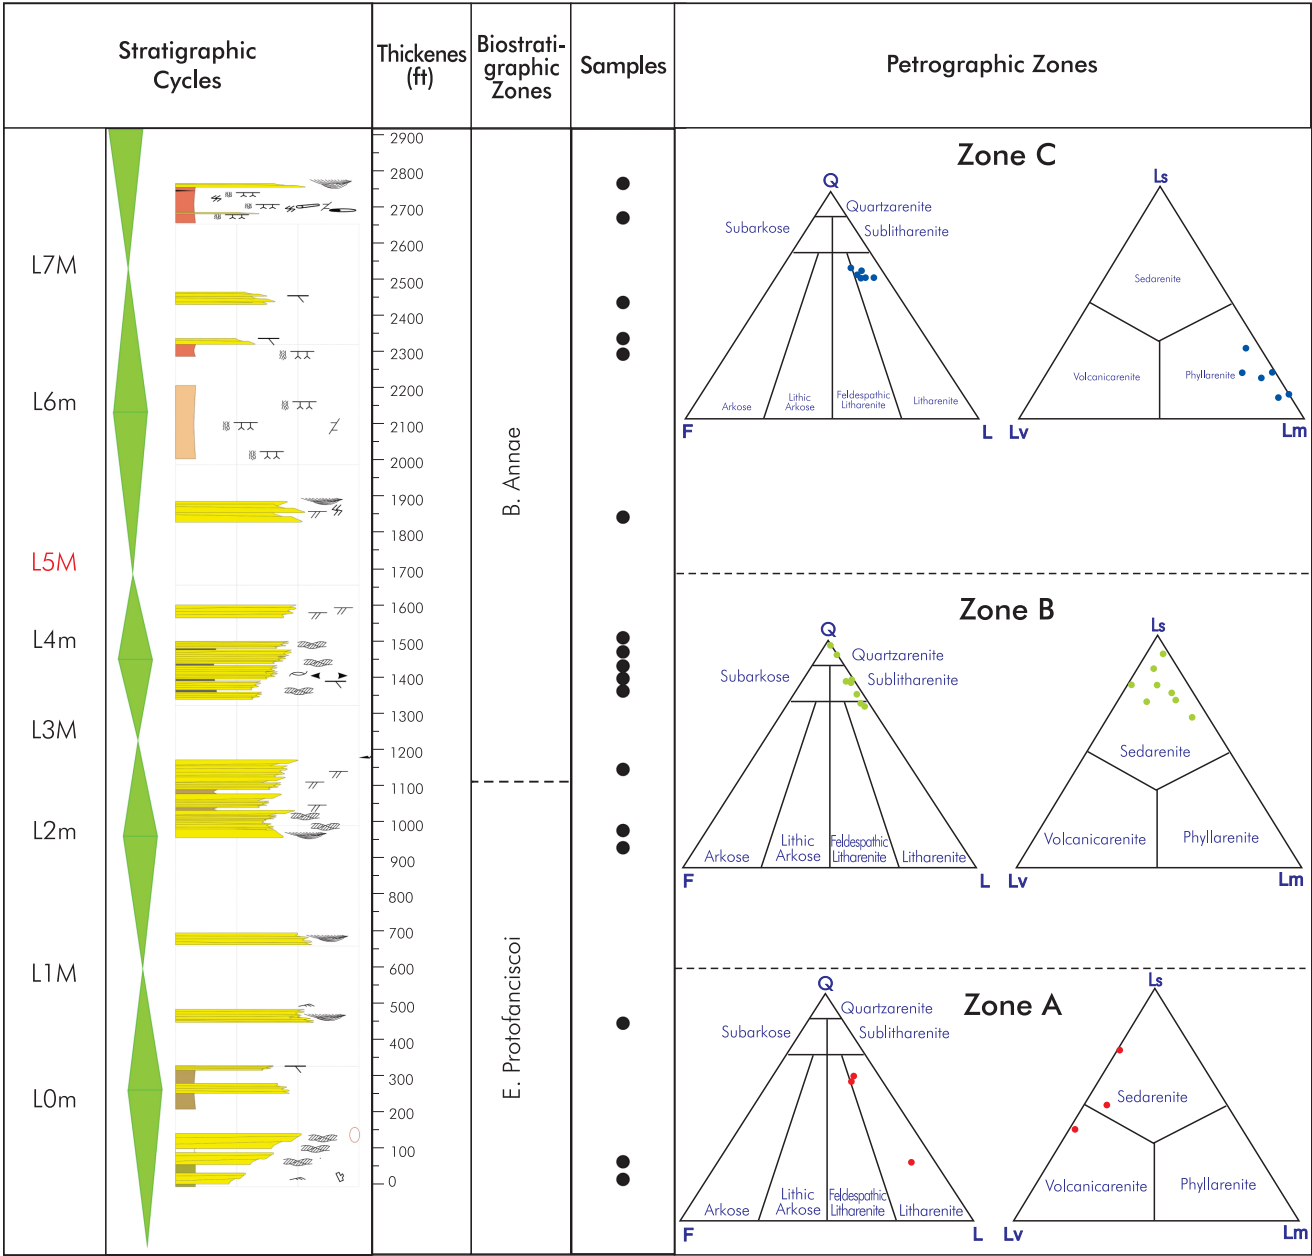 Stratigraphic
Cycles
Thickenes
(ft)
Biostrati-
graphic
Zones
Samples
Petrographic Zones
L7M
L6m
L5M
L4m
L3M
L2m
L1M
L0m
2900
2800
2700
2600
2500
2400
2300
2200
2100
2000
1900
1800
1700
1600
1500
1400
1300
1200
1100
1000
900
800
700
600
500
400
300
200
100
0
B. Annae
E. Protofanciscoi
Zone C
Q
Quartzarenite
Subarkose
Sublitharenite
Arkose
Lithic
Arkose
Feldespathic
Litharenite
Litharenite
F
L
Ls
Sedarenite
Volcanicarenite
Phyllarenite
Lv
Lm
Zone B
Q
Quartzarenite
Subarkose
Sublitharenite
Arkose
Lithic
Arkose
Feldespathic
Litharenite
Litharenite
F
L
Ls
Sedarenite
Volcanicarenite
Phyllarenite
Lv
Lm
Zone A
Q
Quartzarenite
Subarkose
Sublitharenite
Arkose
Lithic
Arkose
Feldespathic
Litharenite
Litharenite
F
L
Ls
Sedarenite
Volcanicarenite
Phyllarenite
Lv
Lm